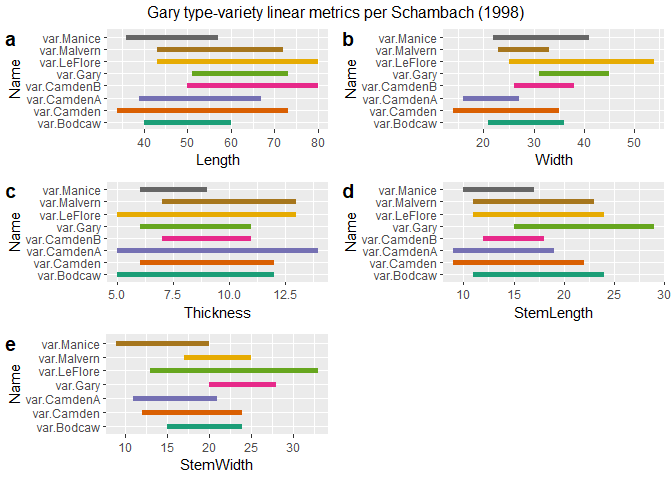 Gary type-variety linear metrics per Schambach (1998)
a
Name
var.Manice
var.Malvern
var.LeFlore
var.Gary
var.CamdenB
var.CamdenA
var.Camden
var.Bodcaw
40 50 60 70 80
Length
b
Name
var.Manice
var.Malvern
var.LeFlore
var.Gary
var.CamdenB
var.CamdenA
var.Camden
var.Bodcaw
20 30 40 50
Width
c
Name
var.Manice
var.Malvern
var.LeFlore
var.Gary
var.CamdenB
var.CamdenA
var.Camden
var.Bodcaw
5.0 7.5 10.0 12.5
Thickness
d
Name
var.Manice
var.Malvern
var.LeFlore
var.Gary
var.CamdenB
var.CamdenA
var.Camden
var.Bodcaw
10 15 20 25 30
StemLength
e
Name
var.Manice
var.Malvern
var.LeFlore
var.Gary
var.CamdenA
var.Camden
var.Bodcaw
10 15 20 25 30
StemWidth